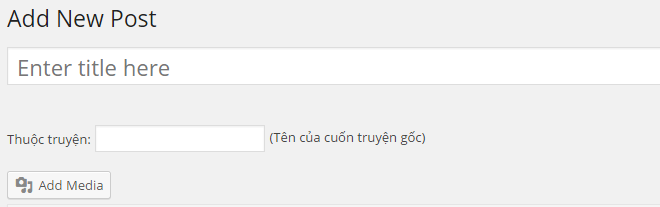 Add New Post
Enter title here
Thuộc truyện: (Tên của cuốn truyện gốc)
Add Media